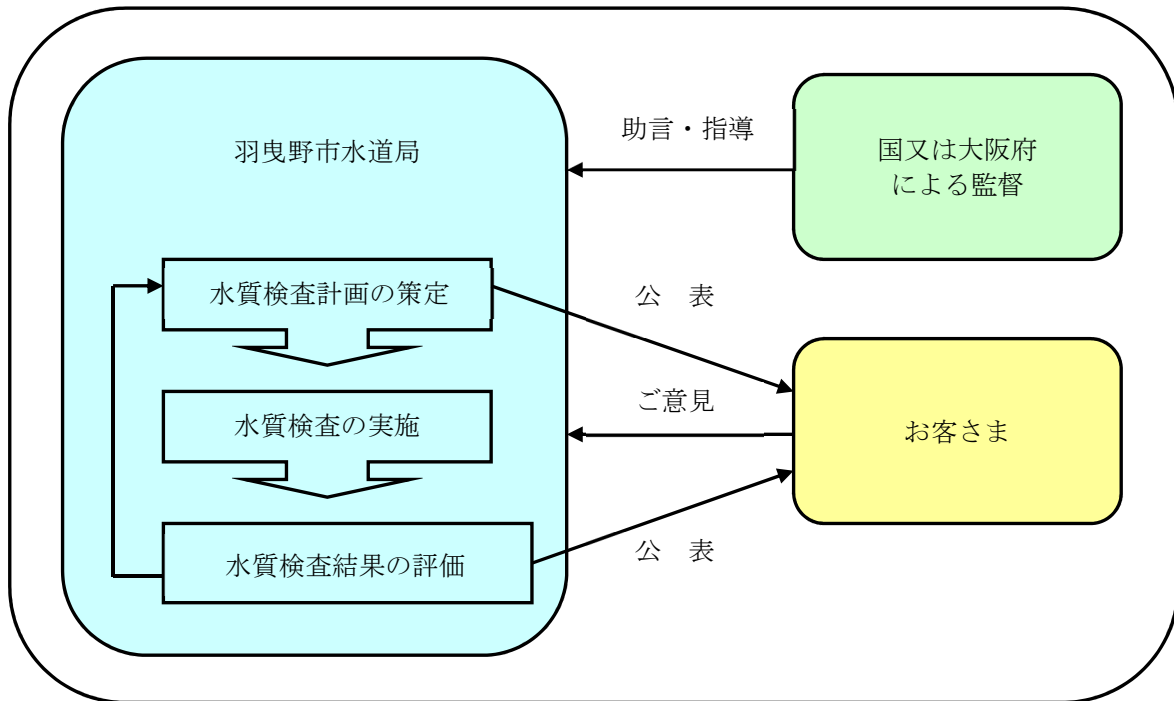 羽曳野市水道局
助言・指導
国又は大阪府
による監督
水質検査計画の策定
公 表
水質検査の実施
ご意見
お客さま
水質検査結果の評価
公 表